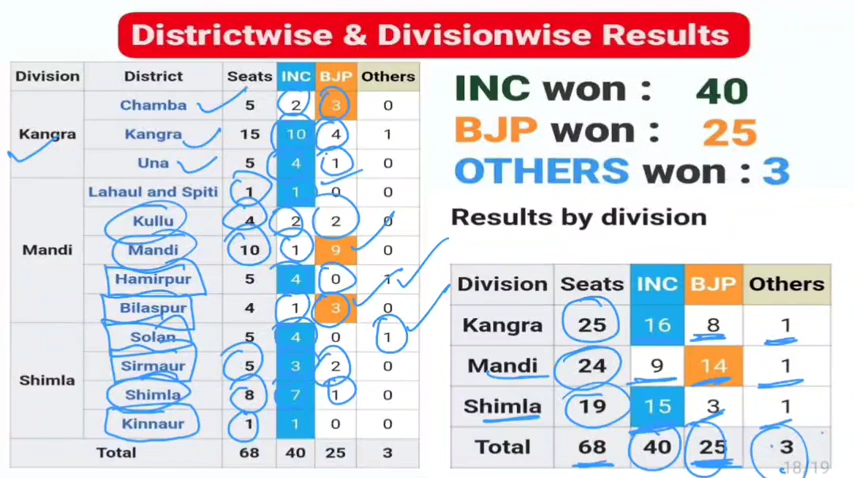 Districtwise & Divisionwise Results
Division District Seats INC BJP Others
Kangra
Chamba 5 2 3 0
Kangra 15 10 4 1
Una 5 4 1 0
Mandi
Lahaul and Spiti 1 1 0 0
Kullu 4 2 2 0
Mandi 10 1 9 0
Hamirpur 5 4 0 1
Bilaspur 4 1 3 0
Shimla
Solan 5 4 0 1
Sirmaur 5 3 2 0
Shimla 8 7 1 0
Kinnaur 1 1 0 0
Total 68 40 25 3
INC won : 40
BJP won : 25
OTHERS won : 3
Results by division
Division Seats INC BJP Others
Kangra 25 16 8 1
Mandi 24 9 14 1
Shimla 19 15 3 1
Total 68 40 25 3
18/19